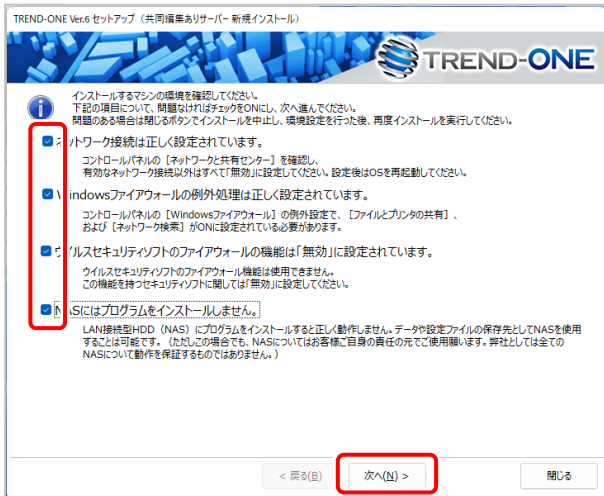 TREND-ONE Ver.6 セットアップ（共同編集ありサーバー 新規インストール）
TREND-ONE
インストールするマシンの環境を確認してください。
下記の項目について、問題なければチェックをONにし、次へ進んでください。
問題のある場合は閉じるボタンでインストールを中止し、環境設定を行った後、再度インストールを実行してください。
ネットワーク接続は正しく設定されています。
コントロールパネルの［ネットワークと共有センター］を確認し、
有効なネットワーク接続以外はすべて「無効」に設定してください。設定後はOSを再起動してください。
Windowsファイアウォールの例外処理は正しく設定されています。
コントロールパネルの［Windowsファイアウォール］の例外設定で、［ファイルとプリンタの共有］、
および［ネットワーク検索］がONに設定されている必要があります。
ウイルスセキュリティソフトのファイアウォールの機能は「無効」に設定されています。
ウイルスセキュリティソフトのファイアウォール機能は使用できません。
この機能を持つセキュリティソフトに関しては「無効」に設定してください。
NASにはプログラムをインストールしません。
LAN接続型HDD（NAS）にプログラムをインストールすると正しく動作しません。データや設定ファイルの保存先としてNASを使用
することは可能です。（ただしこの場合でも、NASについてはお客様ご自身の責任の元でご使用願います。弊社としては全ての
NASについて動作を保証するものではありません。）
< 戻る(B) 次へ(N) > 閉じる